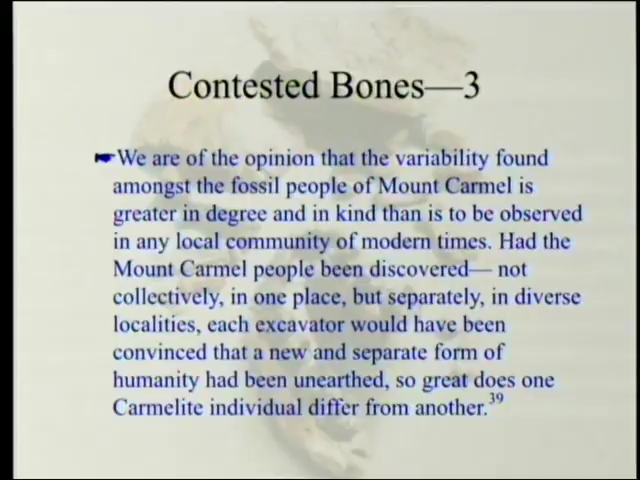 Contested Bones—3
☛We are of the opinion that the variability found
amongst the fossil people of Mount Carmel is
greater in degree and in kind than is to be observed
in any local community of modern times. Had the
Mount Carmel people been discovered— not
collectively, in one place, but separately, in diverse
localities, each excavator would have been
convinced that a new and separate form of
humanity had been unearthed, so great does one
Carmelite individual differ from another.39